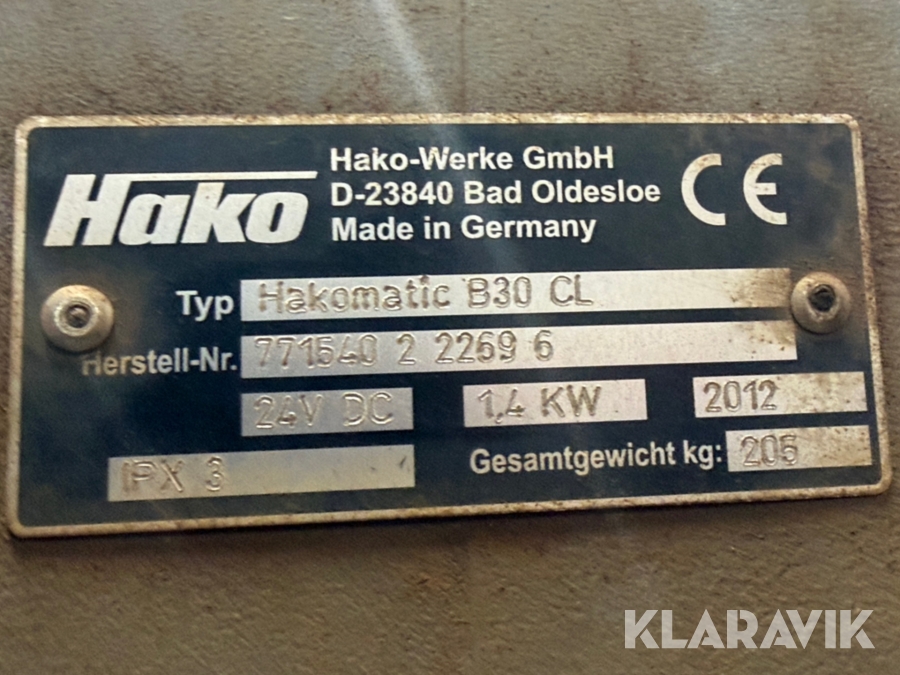 Hako
Hako-Werke GmbH
D-23840 Bad Oldesloe
Made in Germany
CE
Typ Hakomatic B30 CL
Herstell-Nr. 771540 2 2269 6
24V DC 1,4 KW 2012
IPX 3 Gesamtgewicht kg: 205
KLARAVIK